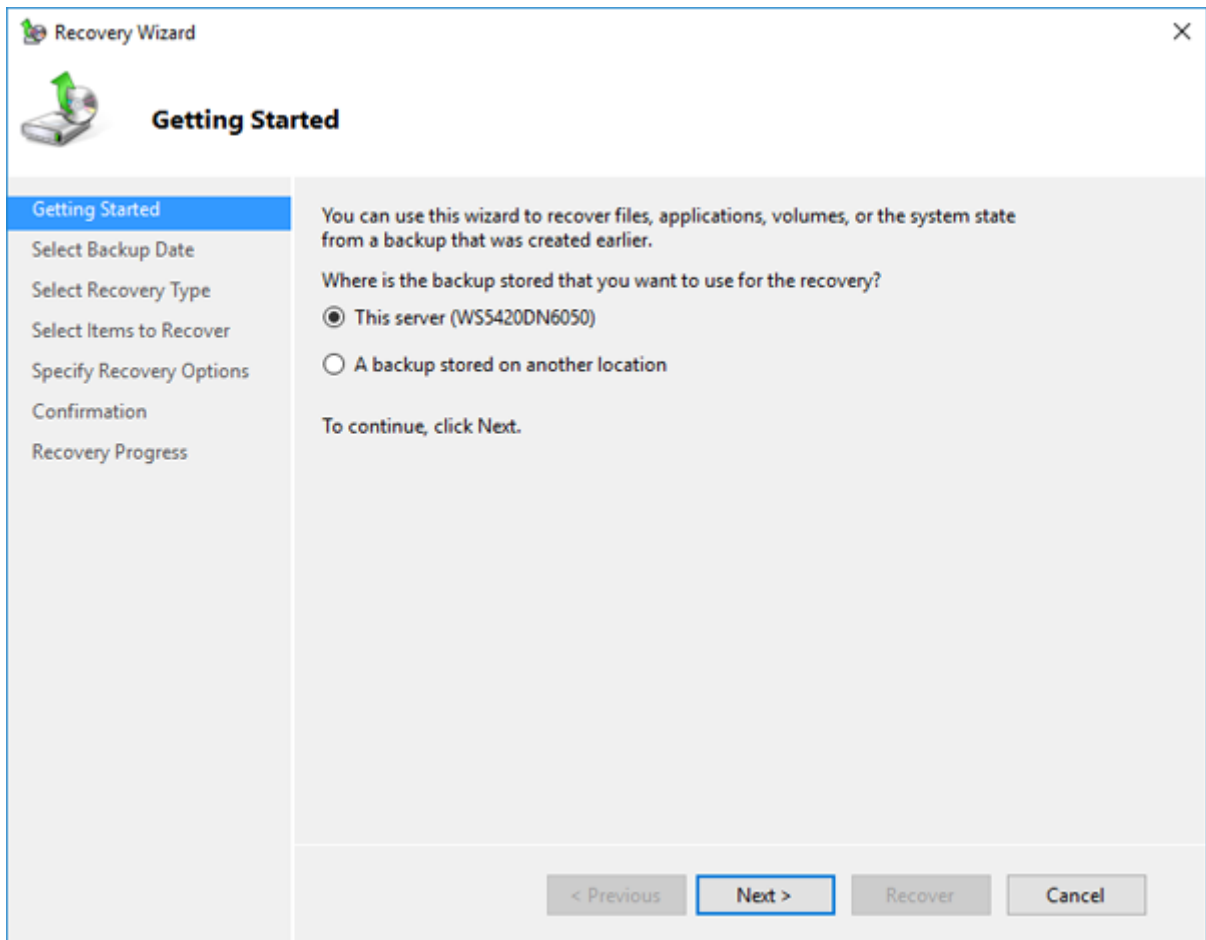 Recovery Wizard
Getting Started
Getting Started
Select Backup Date
Select Recovery Type
Select Items to Recover
Specify Recovery Options
Confirmation
Recovery Progress
You can use this wizard to recover files, applications, volumes, or the system state
from a backup that was created earlier.
Where is the backup stored that you want to use for the recovery?
This server (WS5420DN6050)
A backup stored on another location
To continue, click Next.
< Previous
Next >
Recover
Cancel